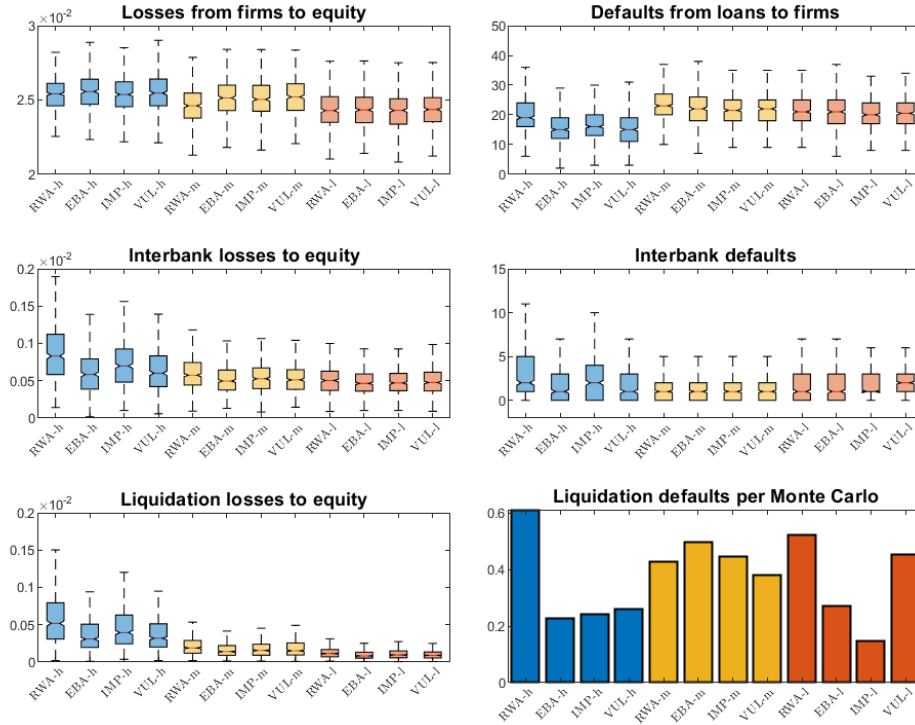 Losses from firms to equity
×10⁻²
3
2.5
2
RWA-h EBA-h IMP-h VUL-h RWA-m EBA-m IMP-m VUL-m RWA-l EBA-l IMP-l VUL-l
Defaults from loans to firms
50
40
30
20
10
0
RWA-h EBA-h IMP-h VUL-h RWA-m EBA-m IMP-m VUL-m RWA-l EBA-l IMP-l VUL-l
Interbank losses to equity
×10⁻²
0.2
0.15
0.1
0.05
0
RWA-h EBA-h IMP-h VUL-h RWA-m EBA-m IMP-m VUL-m RWA-l EBA-l IMP-l VUL-l
Interbank defaults
15
10
5
0
RWA-h EBA-h IMP-h VUL-h RWA-m EBA-m IMP-m VUL-m RWA-l EBA-l IMP-l VUL-l
Liquidation losses to equity
×10⁻²
0.2
0.15
0.1
0.05
0
RWA-h EBA-h IMP-h VUL-h RWA-m EBA-m IMP-m VUL-m RWA-l EBA-l IMP-l VUL-l
Liquidation defaults per Monte Carlo
0.6
0.4
0.2
0
RWA-h EBA-h IMP-h VUL-h RWA-m EBA-m IMP-m VUL-m RWA-l EBA-l IMP-l VUL-l